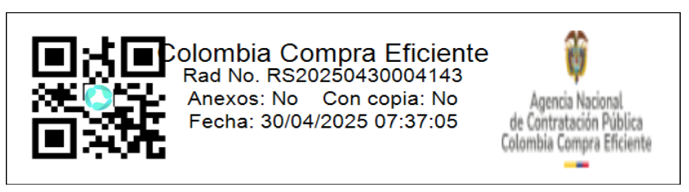 Colombia Compra Eficiente
Rad No. RS20250430004143
Anexos: No Con copia: No
Fecha: 30/04/2025 07:37:05
Agencia Nacional
de Contratación Pública
Colombia Compra Eficiente